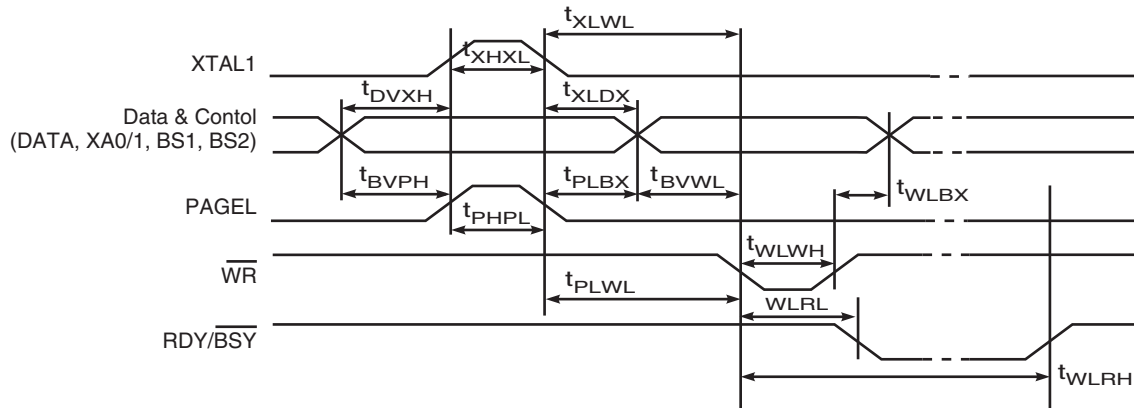 tXLWL
XTAL1
tXHXL
tDVXH
tXLDX
Data & Contol
(DATA, XA0/1, BS1, BS2)
tBVPH
tPLBX
tBVWL
tWLBX
PAGEL
tPHPL
tWLWH
WR
tPLWL
WLRL
RDY/BSY
tWLRH